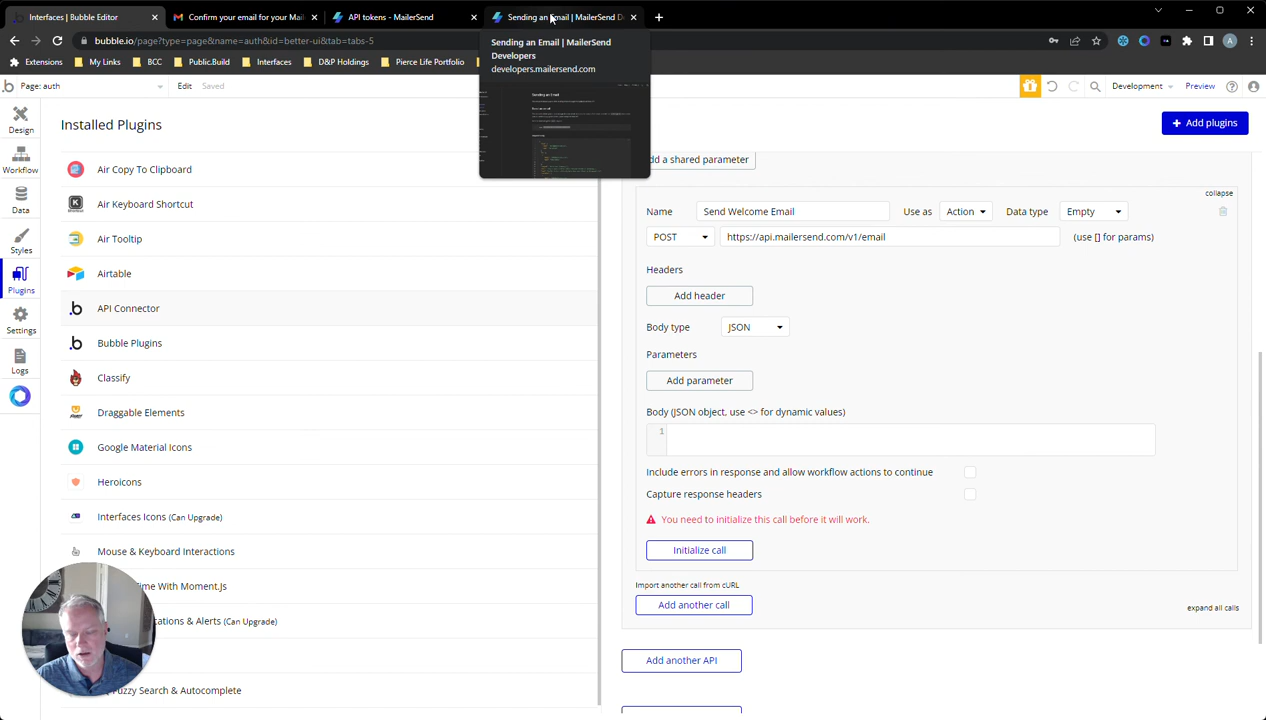 Interfaces | Bubble Editor
Confirm your email for your Mail
API tokens - MailerSend
Sending an Email | MailerSend D
bubble.io/page?type=page&name=auth&id=better-ui&tab=tabs-5
Extensions
My Links
BCC
Public.Build
Interfaces
D&P Holdings
Pierce Life Portfolio
Sending an Email | MailerSend
Developers
developers.mailersend.com
Page: auth
Edit
Saved
Development
Preview
Design
Workflow
Data
Styles
Plugins
Settings
Logs
Installed Plugins
Add plugins
Air Copy To Clipboard
Air Keyboard Shortcut
Air Tooltip
Airtable
API Connector
Bubble Plugins
Classify
Draggable Elements
Google Material Icons
Heroicons
Interfaces Icons (Can Upgrade)
Mouse & Keyboard Interactions
Time With Moment.Js
cations & Alerts (Can Upgrade)
Fuzzy Search & Autocomplete
dd a shared parameter
collapse
Name
Send Welcome Email
Use as
Action
Data type
Empty
POST
https://api.mailersend.com/v1/email
(use [] for params)
Headers
Add header
Body type
JSON
Parameters
Add parameter
Body (JSON object, use <> for dynamic values)
1
Include errors in response and allow workflow actions to continue
Capture response headers
You need to initialize this call before it will work.
Initialize call
Import another call from cURL
Add another call
expand all calls
Add another API